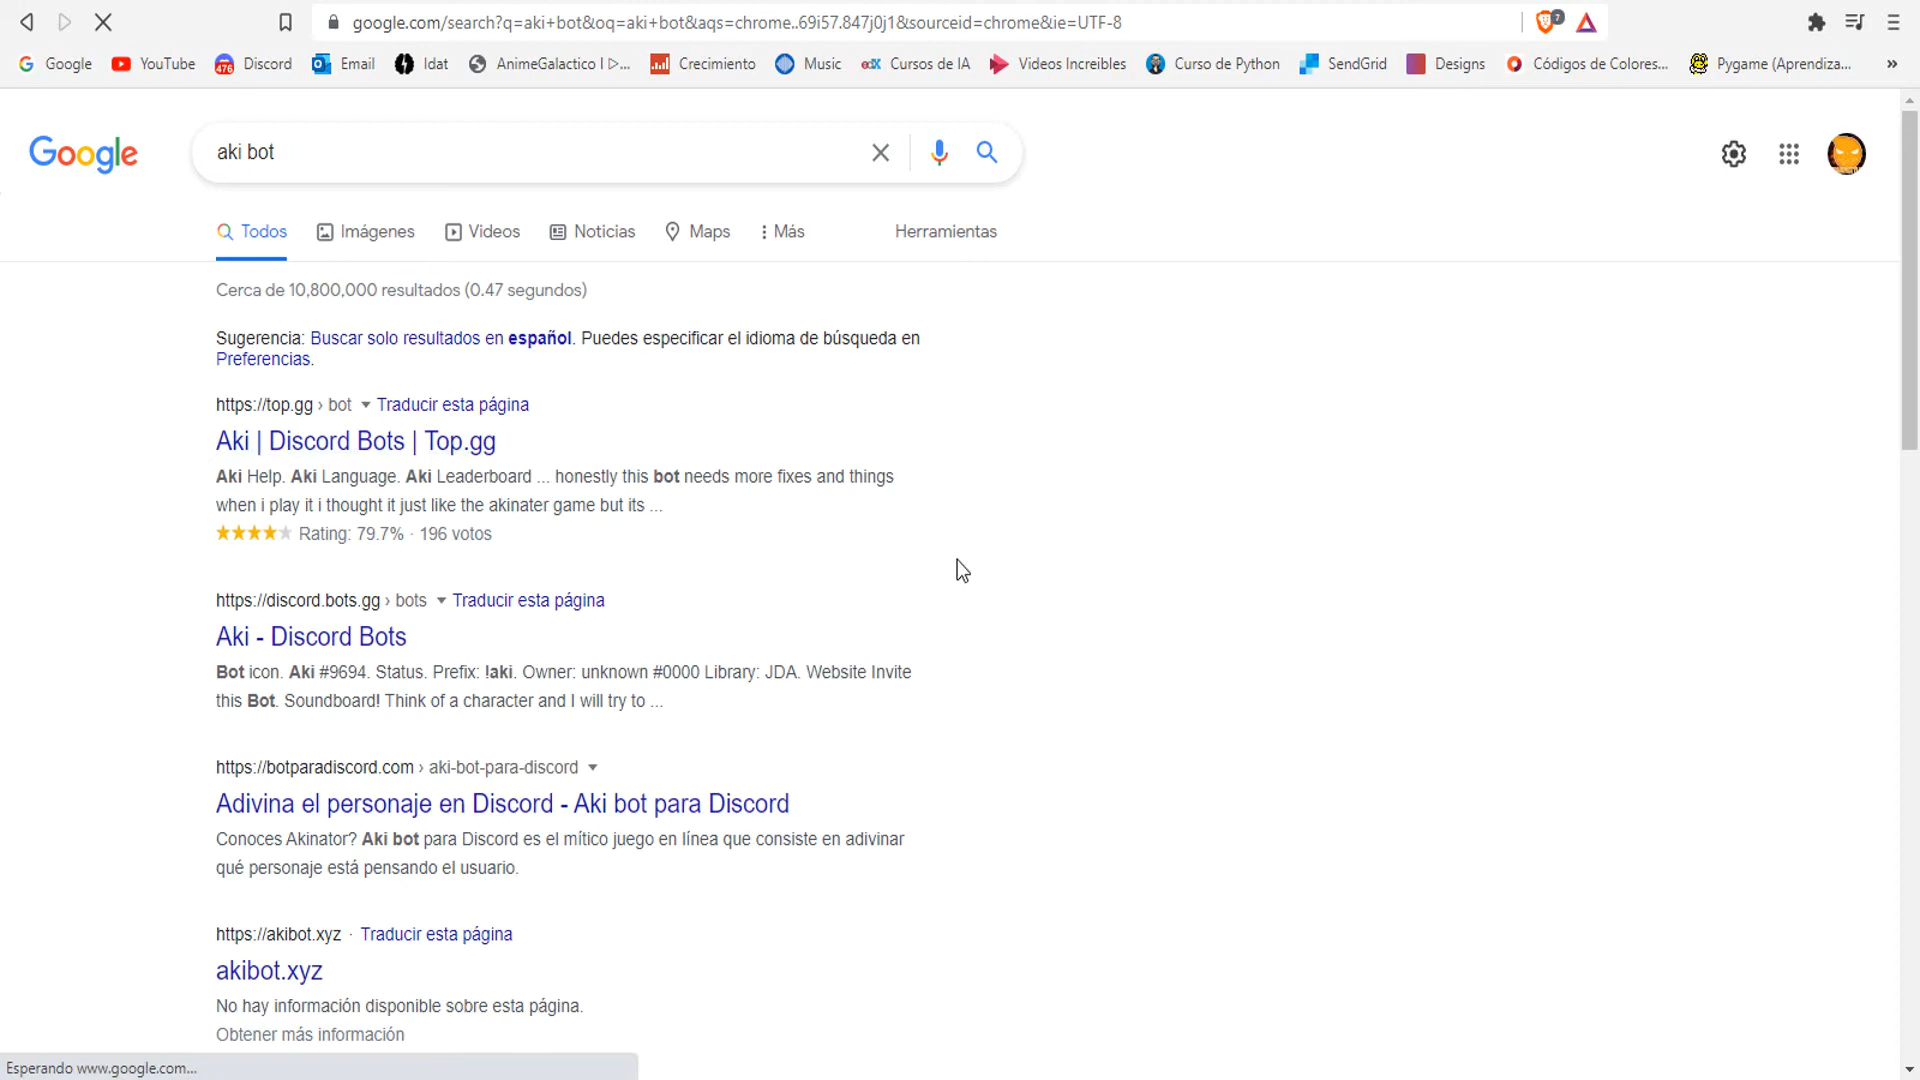 google.com/search?q=aki+bot&oq=aki+bot&aqs=chrome..69i57.847j0j1&sourceid=chrome&ie=UTF-8
7
Google YouTube Discord Email Idat AnimeGalactico I ▷... Crecimiento Music edX Cursos de IA Videos Increibles Curso de Python SendGrid Designs Códigos de Colores... Pygame (Aprendiza... »
476
Google
aki bot
Todos Imágenes Videos Noticias Maps Más Herramientas
Cerca de 10,800,000 resultados (0.47 segundos)
Sugerencia: Buscar solo resultados en español. Puedes especificar el idioma de búsqueda en
Preferencias.
https://top.gg › bot Traducir esta página
Aki | Discord Bots | Top.gg
Aki Help. Aki Language. Aki Leaderboard ... honestly this bot needs more fixes and things
when i play it i thought it just like the akinater game but its ...
Rating: 79.7% · 196 votos
https://discord.bots.gg › bots Traducir esta página
Aki - Discord Bots
Bot icon. Aki #9694. Status. Prefix: !aki. Owner: unknown #0000 Library: JDA. Website Invite
this Bot. Soundboard! Think of a character and I will try to ...
https://botparadiscord.com › aki-bot-para-discord
Adivina el personaje en Discord - Aki bot para Discord
Conoces Akinator? Aki bot para Discord es el mítico juego en línea que consiste en adivinar
qué personaje está pensando el usuario.
https://akibot.xyz · Traducir esta página
akibot.xyz
No hay información disponible sobre esta página.
Obtener más información
Esperando www.google.com...